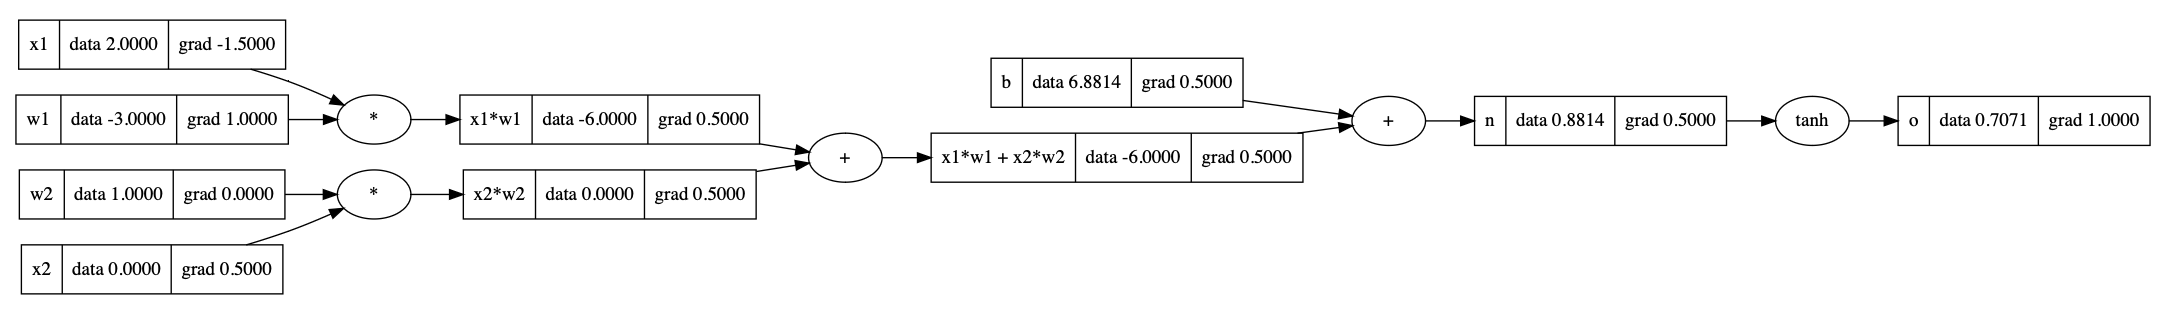 x1 data 2.0000 grad -1.5000
w1 data -3.0000 grad 1.0000
*
x1*w1 data -6.0000 grad 0.5000
w2 data 1.0000 grad 0.0000
*
x2*w2 data 0.0000 grad 0.5000
x2 data 0.0000 grad 0.5000
+
b data 6.8814 grad 0.5000
x1*w1 + x2*w2 data -6.0000 grad 0.5000
+
n data 0.8814 grad 0.5000
tanh
o data 0.7071 grad 1.0000